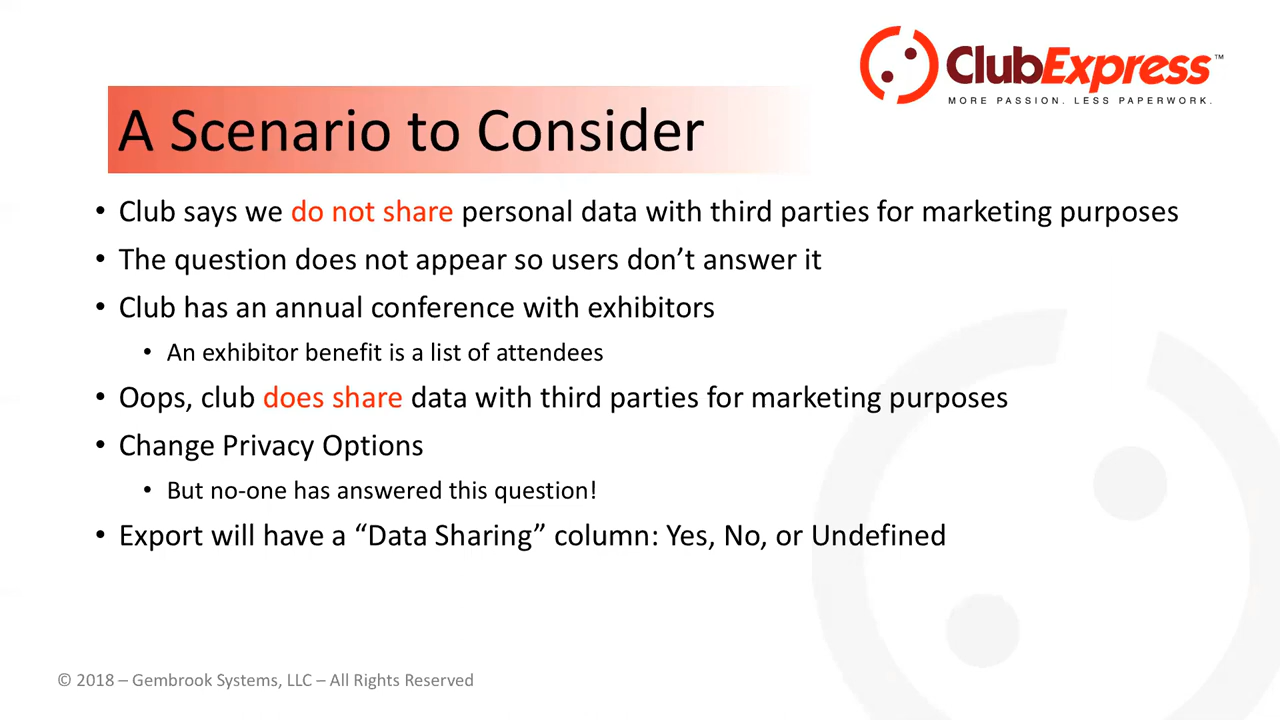 ClubExpress™
MORE PASSION. LESS PAPERWORK.
A Scenario to Consider
• Club says we do not share personal data with third parties for marketing purposes
• The question does not appear so users don’t answer it
• Club has an annual conference with exhibitors
• An exhibitor benefit is a list of attendees
• Oops, club does share data with third parties for marketing purposes
• Change Privacy Options
• But no-one has answered this question!
• Export will have a “Data Sharing” column: Yes, No, or Undefined
© 2018 – Gembrook Systems, LLC – All Rights Reserved